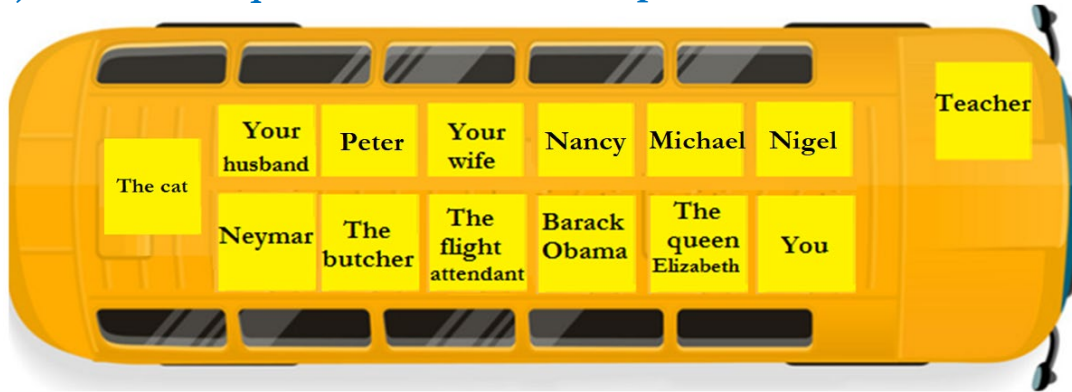 Teacher
Your
husband
Peter
Your
wife
Nancy
Michael
Nigel
The cat
Neymar
The
butcher
The
flight
attendant
Barack
Obama
The
queen
Elizabeth
You